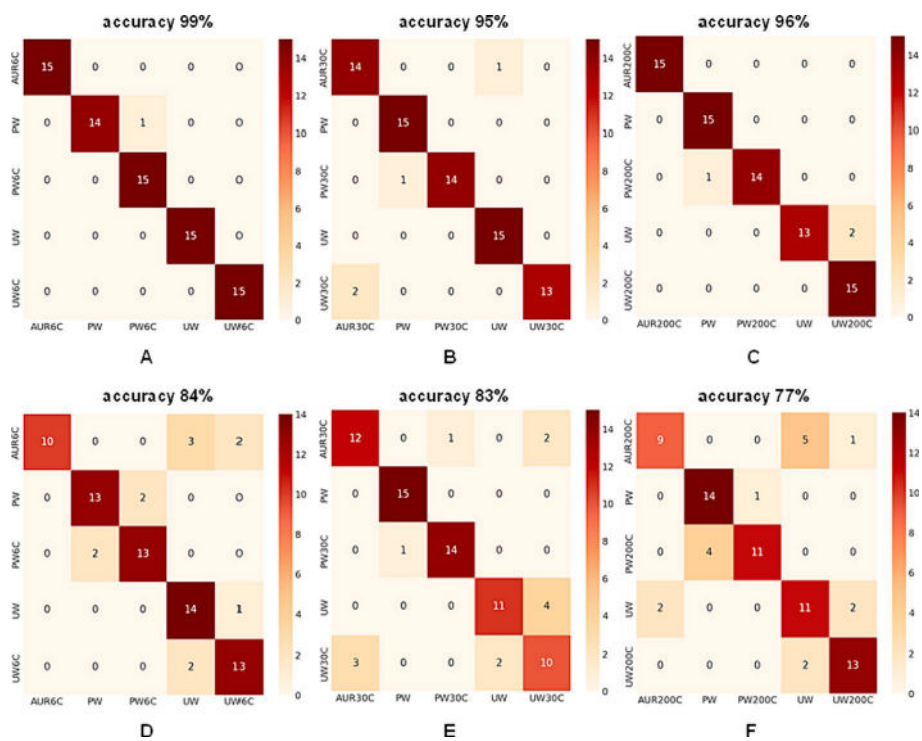 accuracy 99%
AUR6C 15 0 0 0 0 14
PW 0 14 1 0 0 12
10
PW6C 0 0 15 0 0 8
6
UW 0 0 0 15 0 4
UW6C 0 0 0 0 15 2
0
AUR6C PW PW6C UW UW6C
A
accuracy 95%
AUR30C 14 0 0 1 0 14
PW 0 15 0 0 0 12
10
PW30C 0 1 14 0 0 8
6
UW 0 0 0 15 0 4
UW30C 2 0 0 0 13 2
0
AUR30C PW PW30C UW UW30C
B
accuracy 96%
AUR200C 15 0 0 0 0 14
PW 0 15 0 0 0 12
10
PW200C 0 1 14 0 0 8
6
UW 0 0 0 13 2 4
UW200C 0 0 0 0 15 2
0
AUR200C PW PW200C UW UW200C
C
accuracy 84%
AUR6C 10 0 0 3 2 14
12
PW 0 13 2 0 0 10
PW6C 0 2 13 0 0 8
6
UW 0 0 0 14 1 4
UW6C 0 0 0 2 13 2
0
AUR6C PW PW6C UW UW6C
D
accuracy 83%
AUR30C 12 0 1 0 2 14
12
PW 0 15 0 0 0 10
PW30C 0 1 14 0 0 8
6
UW 0 0 0 11 4 4
UW30C 3 0 0 2 10 2
0
AUR30C PW PW30C UW UW30C
E
accuracy 77%
AUR200C 9 0 0 5 1 14
12
PW 0 14 1 0 0 10
PW200C 0 4 11 0 0 8
6
UW 2 0 0 11 2 4
UW200C 0 0 0 2 13 2
0
AUR200C PW PW200C UW UW200C
F